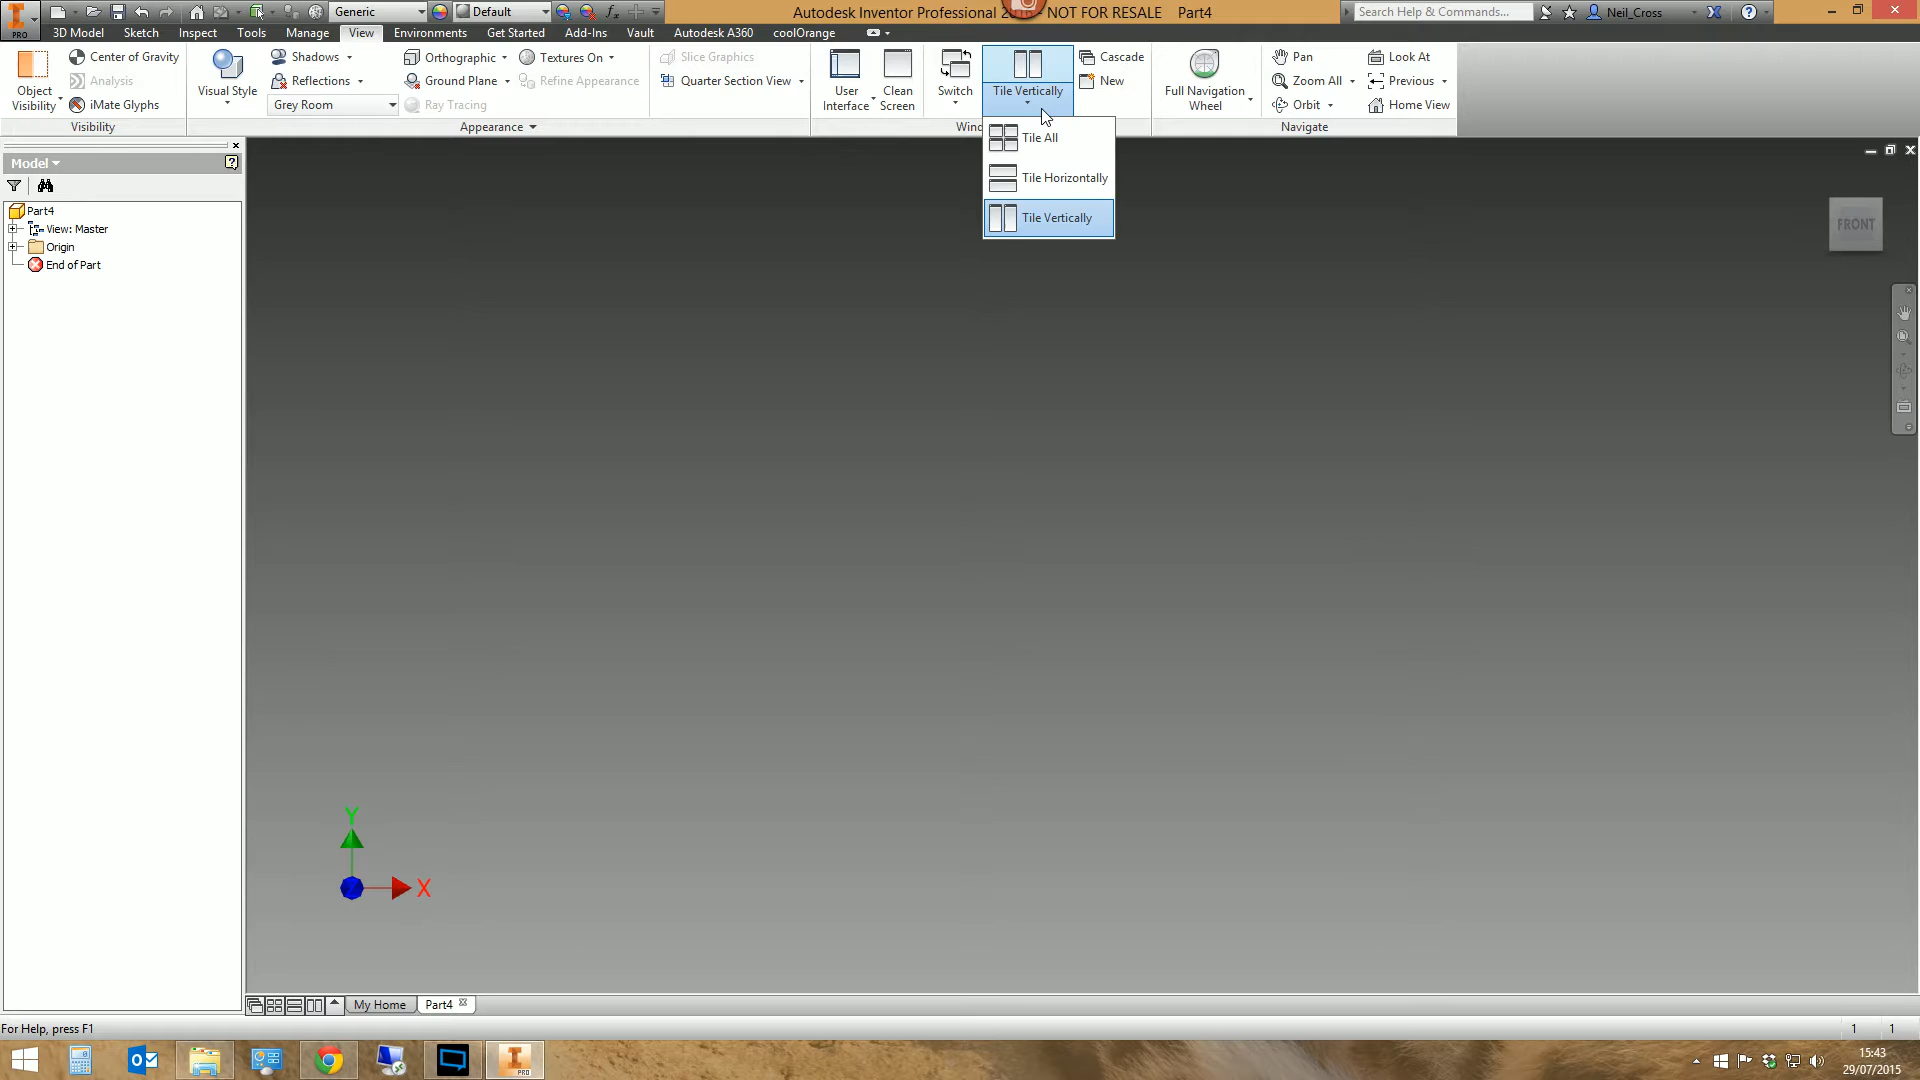 Generic
Default
Autodesk Inventor Professional 2016 - NOT FOR RESALE Part4
Search Help & Commands...
Neil_Cross
PRO
3D Model
Sketch
Inspect
Tools
Manage
View
Environments
Get Started
Add-Ins
Vault
Autodesk A360
coolOrange
Object Visibility
Center of Gravity
Analysis
iMate Glyphs
Visibility
Visual Style
Shadows
Reflections
Grey Room
Orthographic
Ground Plane
Ray Tracing
Textures On
Refine Appearance
Appearance
Slice Graphics
Quarter Section View
User Interface
Clean Screen
Switch
Tile Vertically
Cascade
New
Full Navigation Wheel
Pan
Zoom All
Orbit
Look At
Previous
Home View
Navigate
Tile All
Tile Horizontally
Tile Vertically
Model
Part4
View: Master
Origin
End of Part
FRONT
Y
X
My Home
Part4
For Help, press F1
1
1
PRO
15:43
29/07/2015